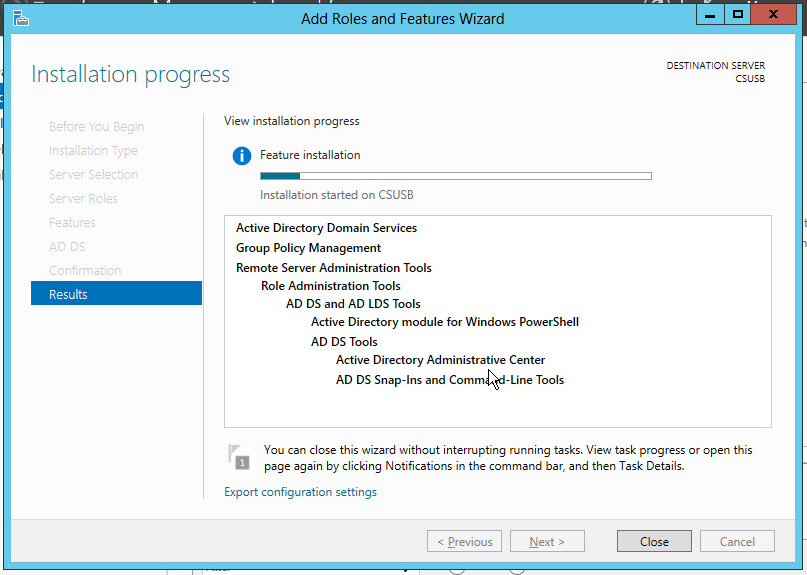 Add Roles and Features Wizard
Installation progress
DESTINATION SERVER
CSUSB
Before You Begin
Installation Type
Server Selection
Server Roles
Features
AD DS
Confirmation
Results
View installation progress
Feature installation
Installation started on CSUSB
Active Directory Domain Services
Group Policy Management
Remote Server Administration Tools
Role Administration Tools
AD DS and AD LDS Tools
Active Directory module for Windows PowerShell
AD DS Tools
Active Directory Administrative Center
AD DS Snap-Ins and Command-Line Tools
1
You can close this wizard without interrupting running tasks. View task progress or open this
page again by clicking Notifications in the command bar, and then Task Details.
Export configuration settings
< Previous
Next >
Close
Cancel